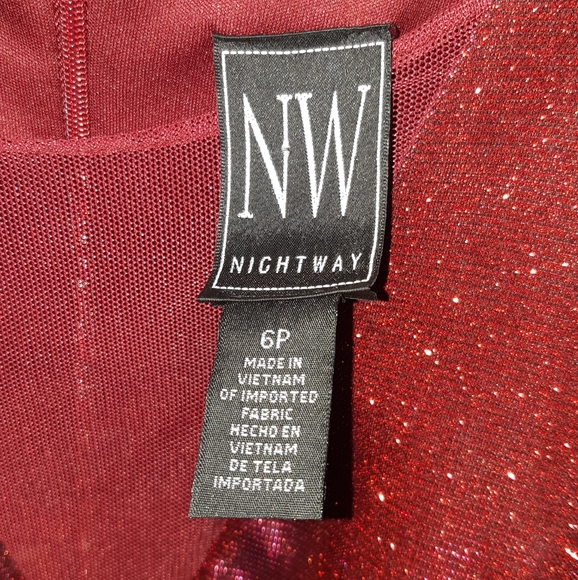 NW
NIGHTWAY
6P
MADE IN
VIETNAM
OF IMPORTED
FABRIC
HECHO EN
VIETNAM
DE TELA
IMPORTADA